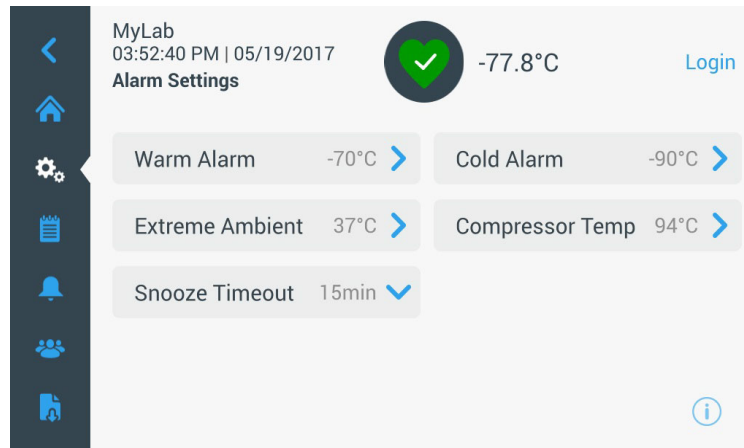 MyLab
03:52:40 PM | 05/19/2017
Alarm Settings
-77.8°C
Login
Warm Alarm -70°C
Cold Alarm -90°C
Extreme Ambient 37°C
Compressor Temp 94°C
Snooze Timeout 15min